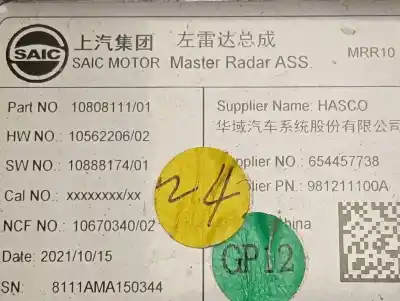 SAIC 上汽集团 左雷达总成
SAIC MOTOR Master Radar ASS. MRR10
Part NO 10808111/01
HW NO.: 10562206/02
SW NO.: 10888174/01
Cal NO.: xxxxxxxx/xx
NCF NO.: 10670340/02
Date: 2021/10/15
SN: 8111AMA150344
Supplier Name: HASCO
华域汽车系统股份有限公司
NO.: 654457738
PN.: 981211100A
24
GP12